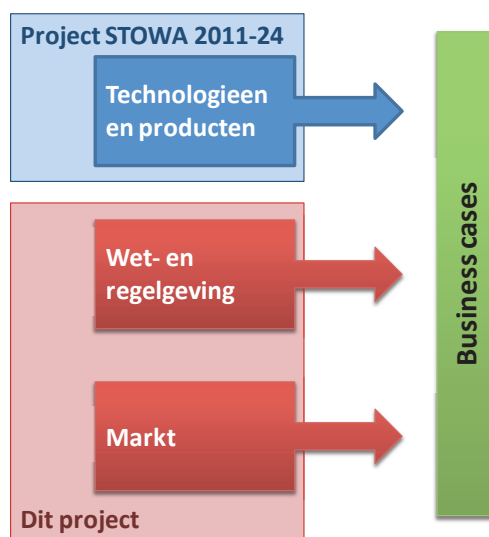 Project STOWA 2011-24
Technologieen
en producten
Wet- en
regelgeving
Markt
Dit project
Business cases